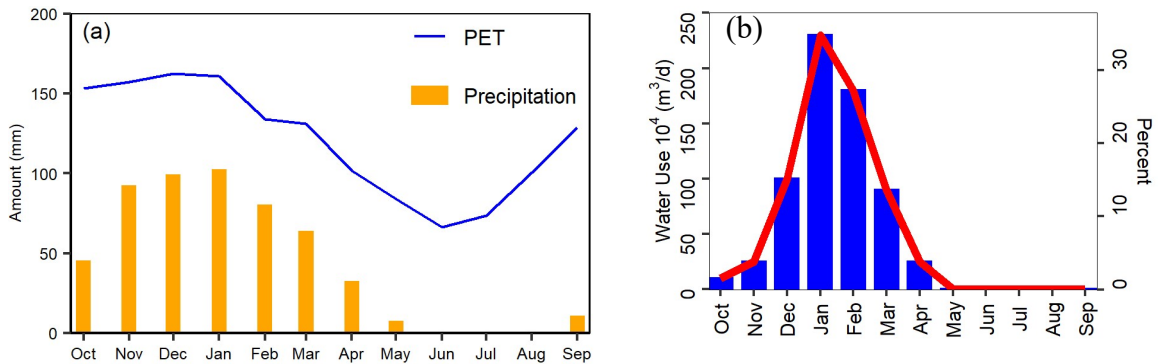 (a)
PET
Precipitation
Amount (mm)
200
150
100
50
0
Oct Nov Dec Jan Feb Mar Apr May Jun Jul Aug Sep
(b)
Water Use 10⁴ (m³/d)
250
200
150
100
50
0
Percent
30
20
10
0
Oct Nov Dec Jan Feb Mar Apr May Jun Jul Aug Sep